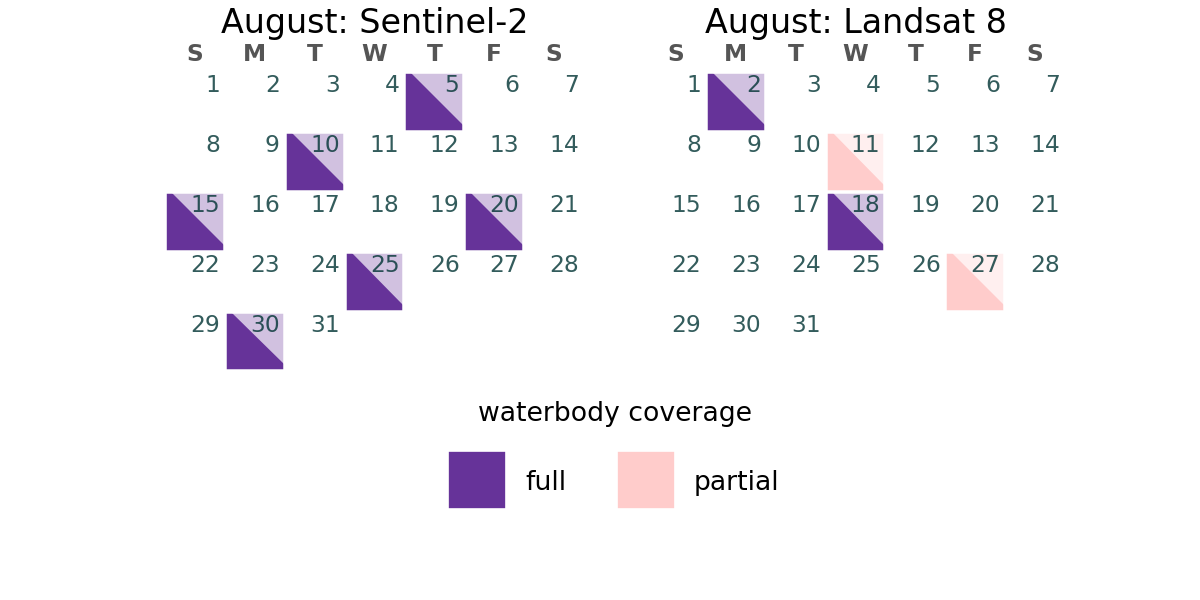 August: Sentinel-2
S M T W T F S
1 2 3 4 5 6 7
8 9 10 11 12 13 14
15 16 17 18 19 20 21
22 23 24 25 26 27 28
29 30 31
August: Landsat 8
S M T W T F S
1 2 3 4 5 6 7
8 9 10 11 12 13 14
15 16 17 18 19 20 21
22 23 24 25 26 27 28
29 30 31
waterbody coverage
full partial